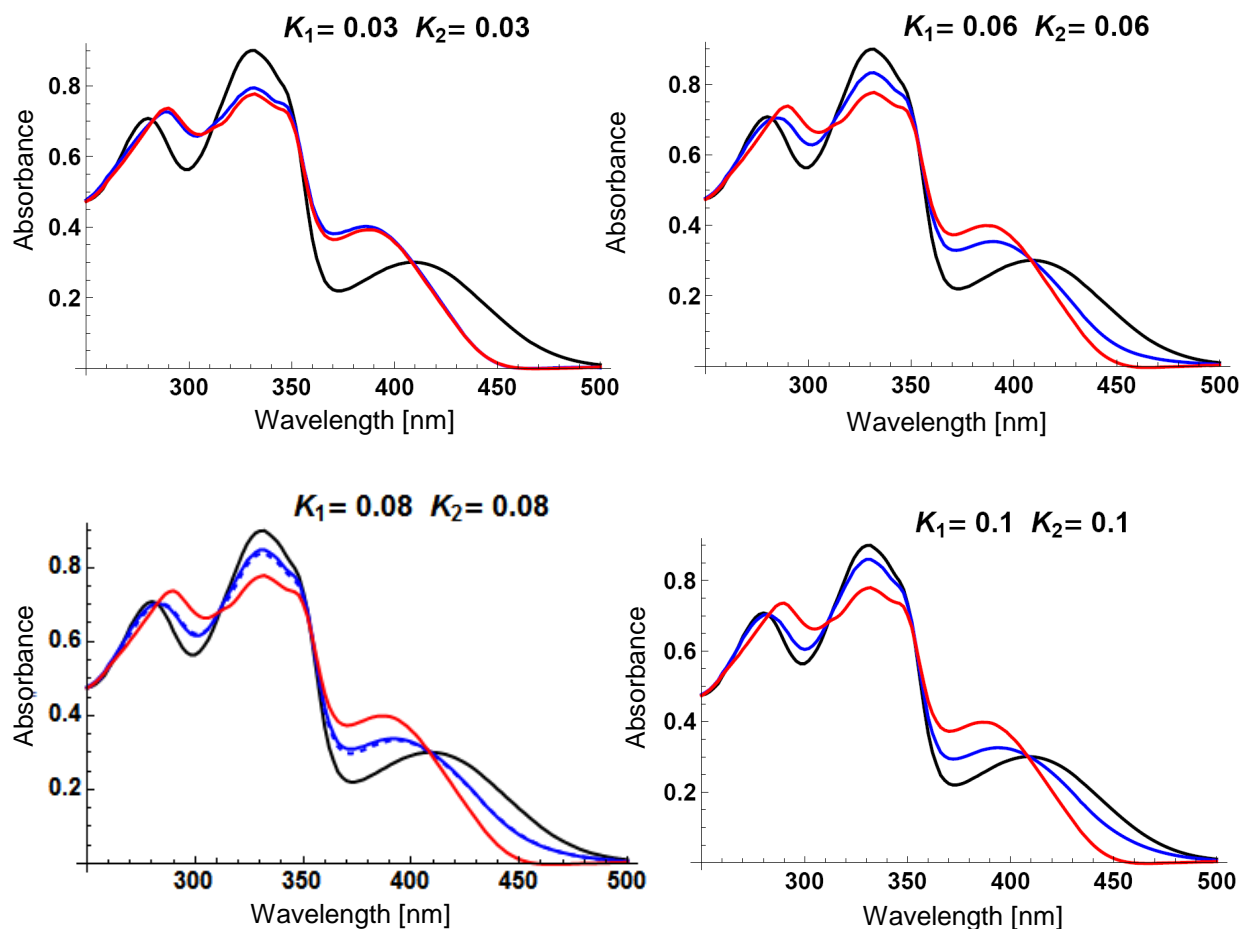 K1= 0.03 K2= 0.03
Absorbance
0.8
0.6
0.4
0.2
300 350 400 450 500
Wavelength [nm]
K1= 0.06 K2= 0.06
Absorbance
0.8
0.6
0.4
0.2
300 350 400 450 500
Wavelength [nm]
K1= 0.08 K2= 0.08
Absorbance
0.8
0.6
0.4
0.2
300 350 400 450 500
Wavelength [nm]
K1= 0.1 K2= 0.1
Absorbance
0.8
0.6
0.4
0.2
300 350 400 450 500
Wavelength [nm]